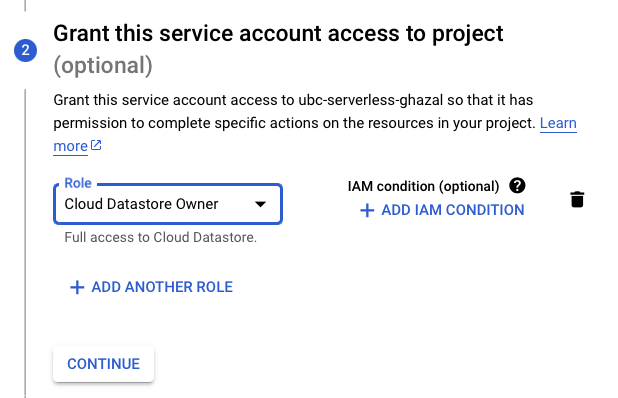 2
Grant this service account access to project
(optional)
Grant this service account access to ubc-serverless-ghazal so that it has
permission to complete specific actions on the resources in your project. Learn
more
Role
Cloud Datastore Owner
Full access to Cloud Datastore.
IAM condition (optional) ?
+ ADD IAM CONDITION
+ ADD ANOTHER ROLE
CONTINUE